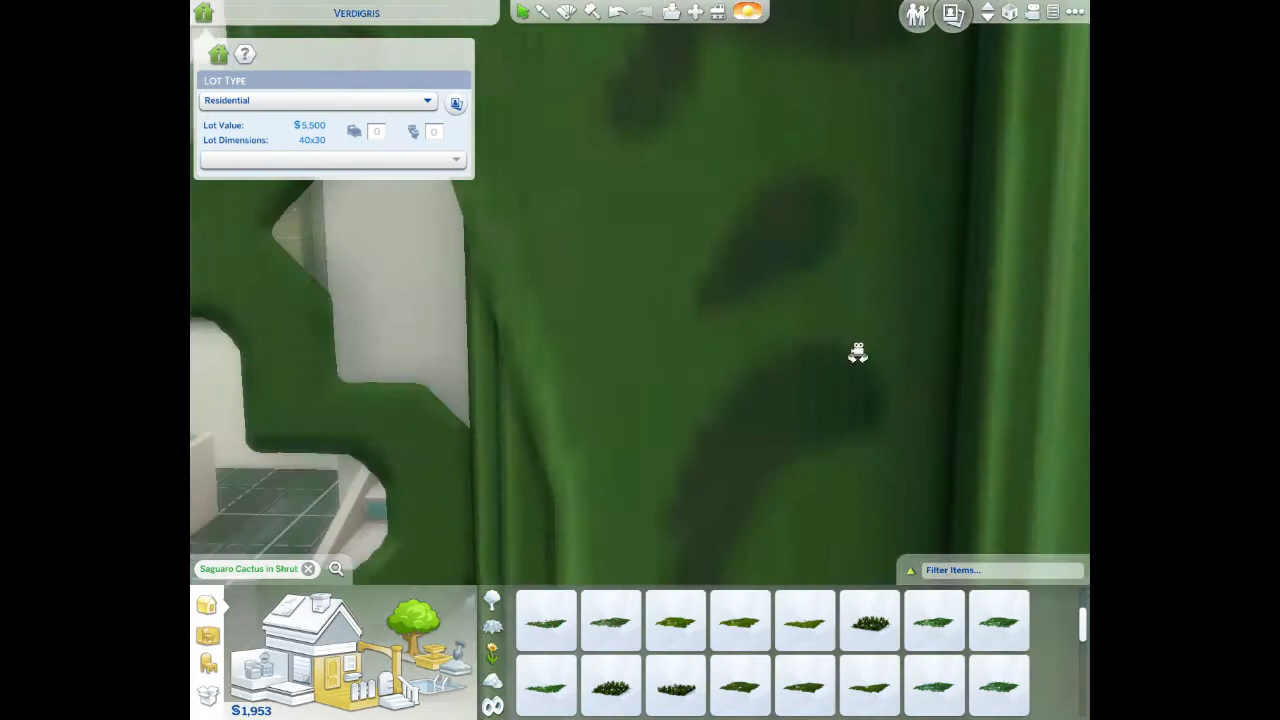 VERDIGRIS
LOT TYPE
Residential
Lot Value: $5,500
0
0
Lot Dimensions: 40x30
Saguaro Cactus in Shrub
Filter Items...
$1,953